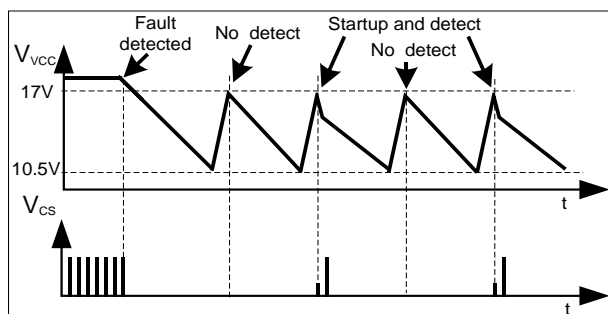 Fault
detected
No detect
Startup and detect
No detect
VVCC
17V
10.5V
t
VCS
t